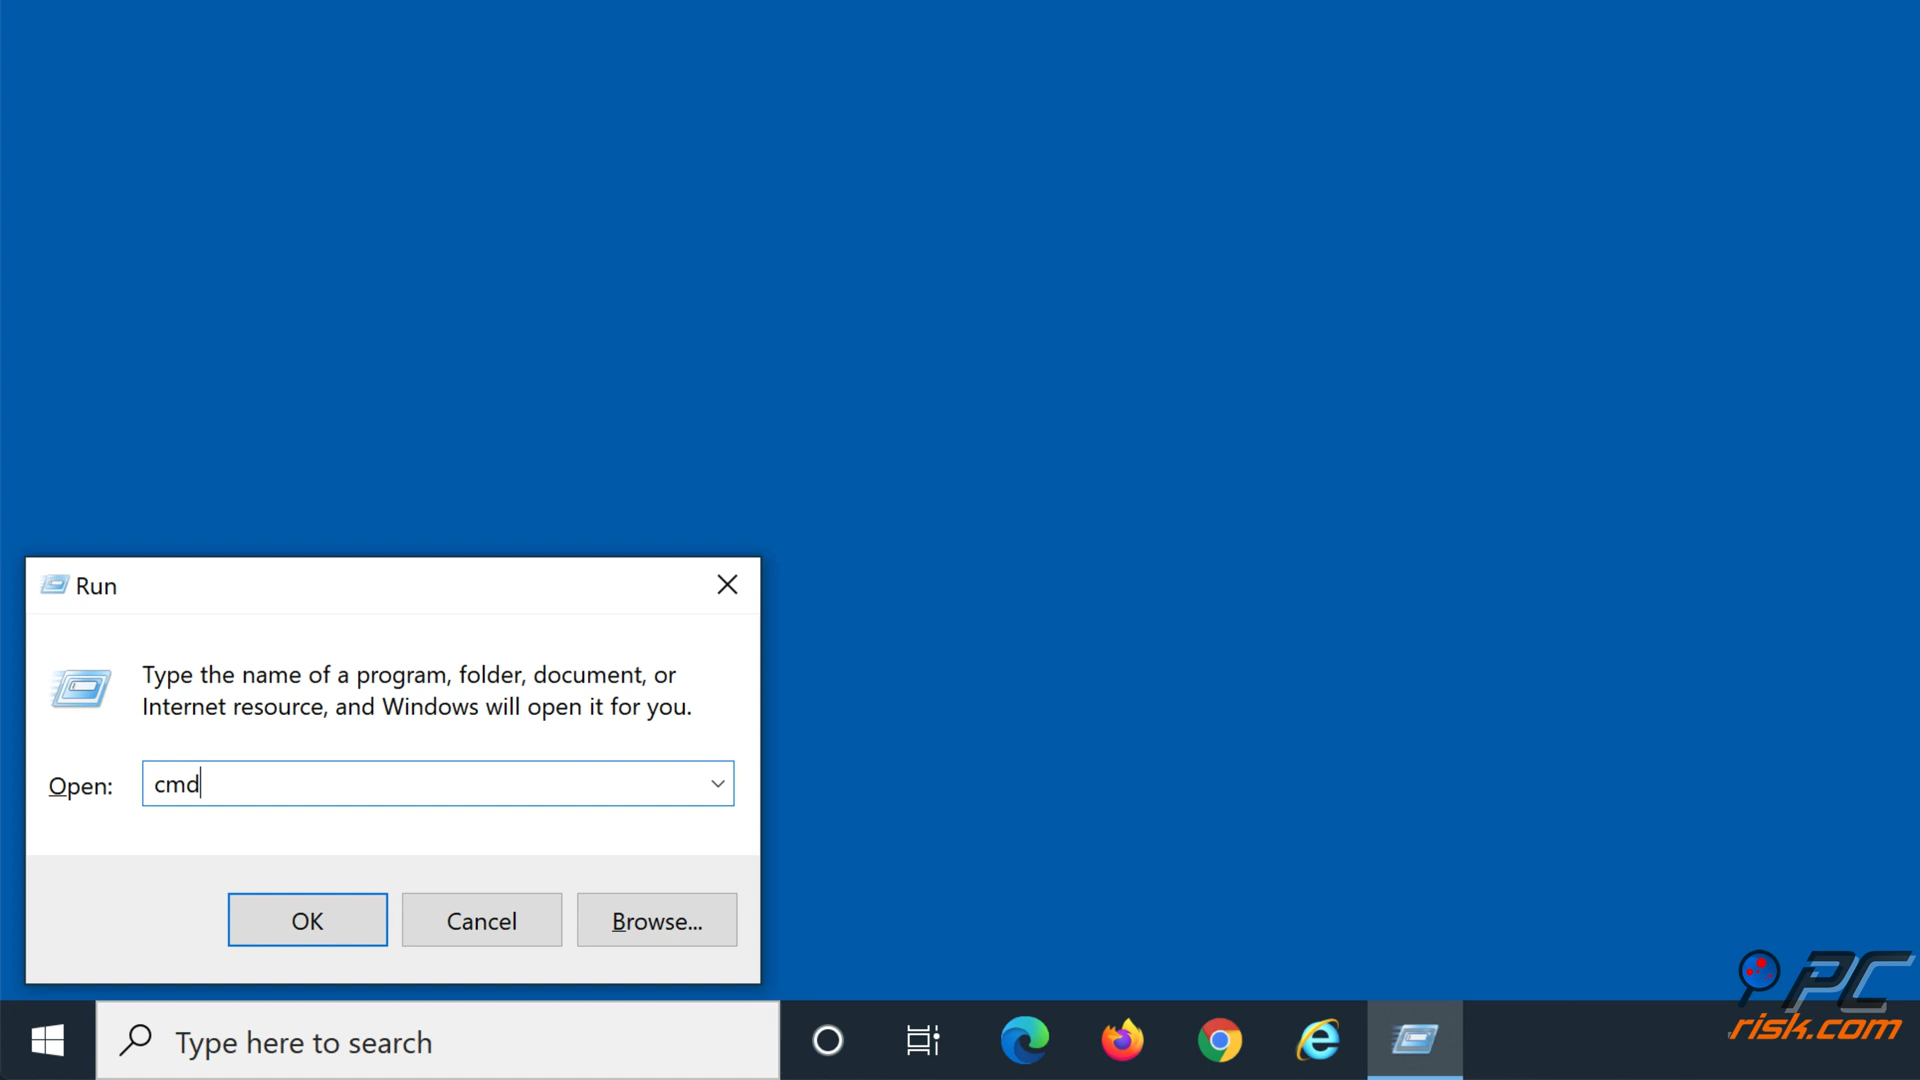 Run
Type the name of a program, folder, document, or
Internet resource, and Windows will open it for you.
Open:
cmd
OK
Cancel
Browse...
Type here to search
PC
risk.com